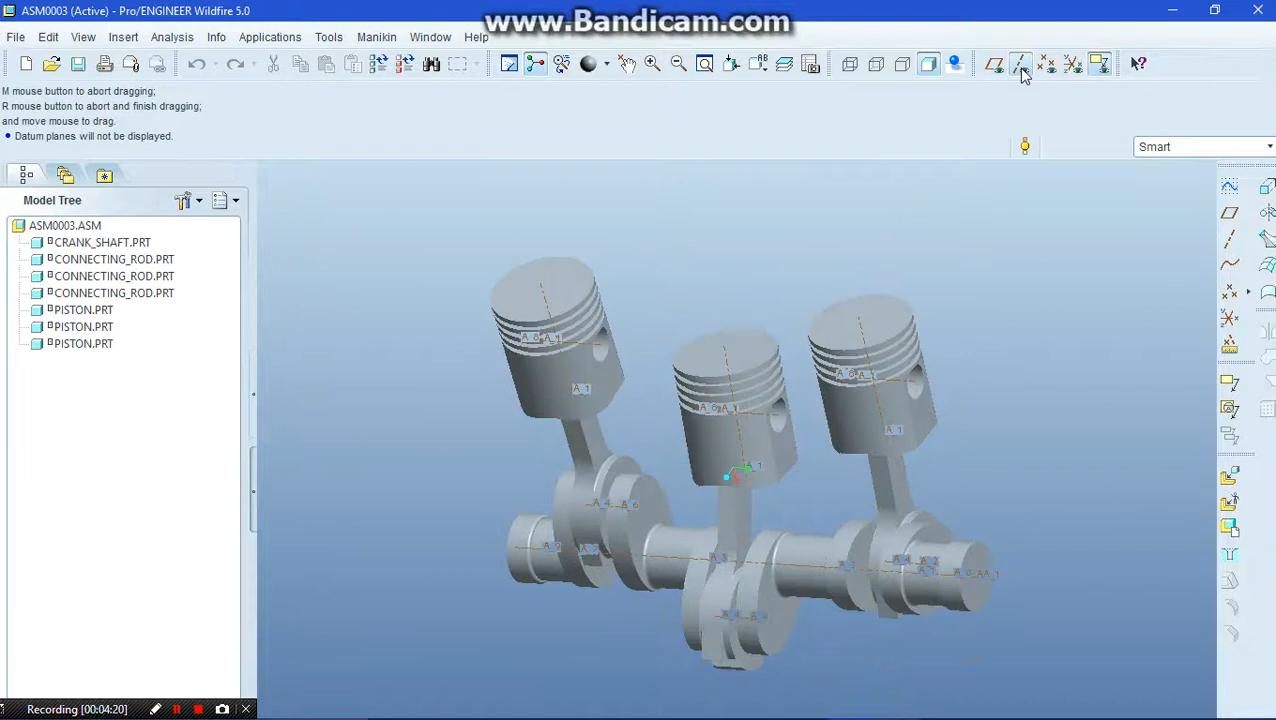 ASM0003 (Active) - Pro/ENGINEER Wildfire 5.0
www.Bandicam.com
File Edit View Insert Analysis Info Applications Tools Manikin Window Help
M mouse button to abort dragging;
R mouse button to abort and finish dragging;
and move mouse to drag.
Datum planes will not be displayed.
Smart
Model Tree
ASM0003.ASM
CRANK_SHAFT.PRT
CONNECTING_ROD.PRT
CONNECTING_ROD.PRT
CONNECTING_ROD.PRT
PISTON.PRT
PISTON.PRT
PISTON.PRT
A_1
A_1
A_1
Recording [00:04:20]